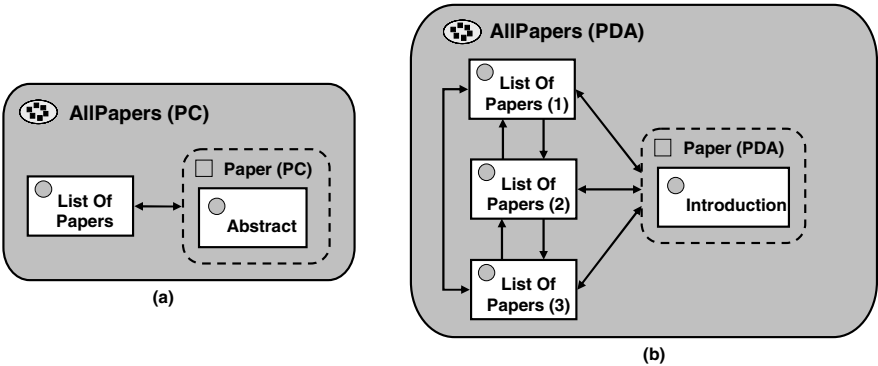 AllPapers (PC)
List Of
Papers
Paper (PC)
Abstract
(a)
AllPapers (PDA)
List Of
Papers (1)
List Of
Papers (2)
List Of
Papers (3)
Paper (PDA)
Introduction
(b)